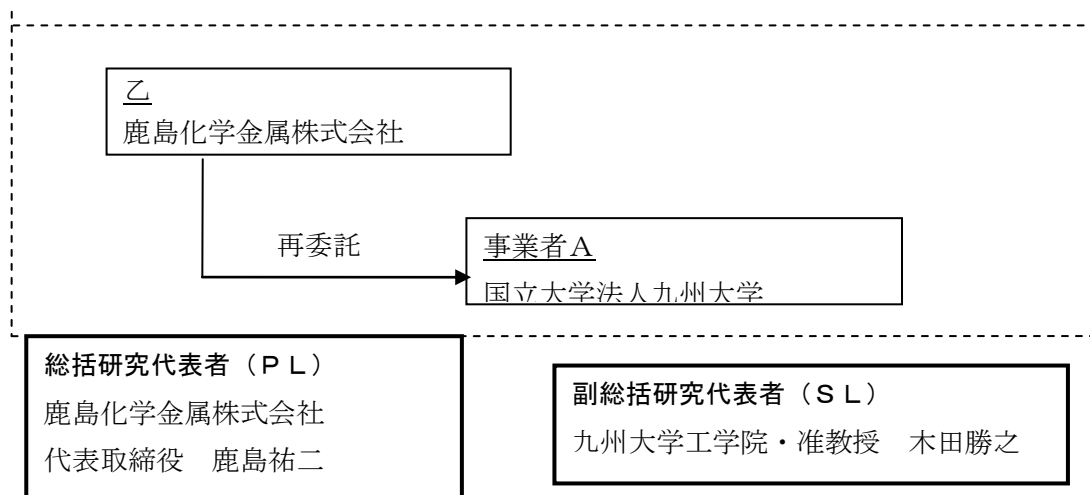 乙
鹿島化学金属株式会社
再委託
事業者A
国立大学法人九州大学
総括研究代表者（ＰＬ）
鹿島化学金属株式会社
代表取締役　鹿島祐二
副総括研究代表者（ＳＬ）
九州大学工学院・准教授　木田勝之